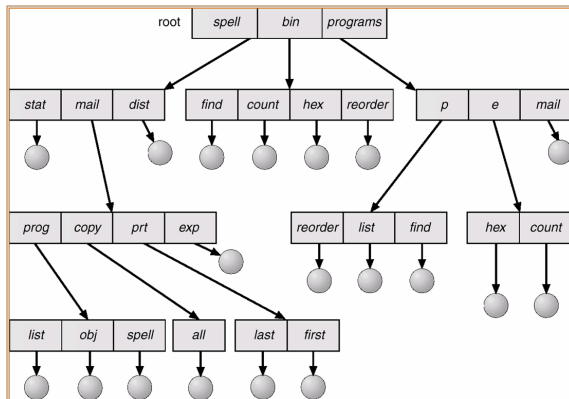 root spell bin programs
stat mail dist find count hex reorder p e mail
prog copy prt exp reorder list find hex count
list obj spell all last first